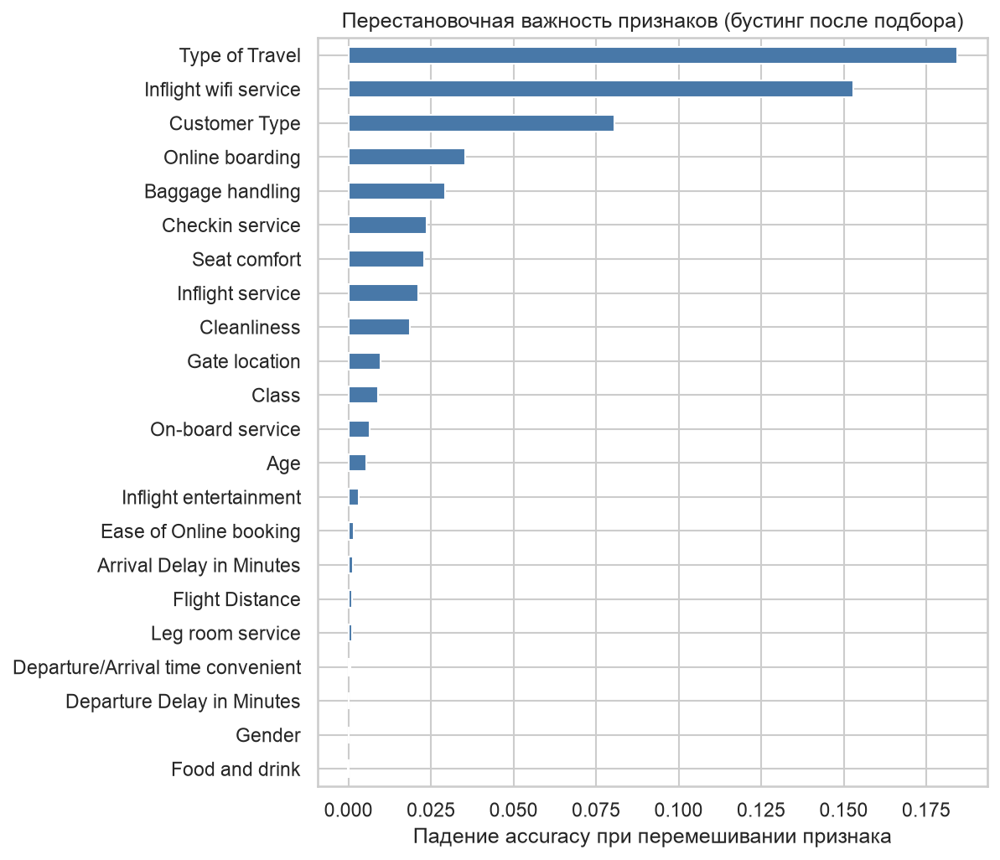 Перестановочная важность признаков (бустинг после подбора)
Type of Travel
Inflight wifi service
Customer Type
Online boarding
Baggage handling
Checkin service
Seat comfort
Inflight service
Cleanliness
Gate location
Class
On-board service
Age
Inflight entertainment
Ease of Online booking
Arrival Delay in Minutes
Flight Distance
Leg room service
Departure/Arrival time convenient
Departure Delay in Minutes
Gender
Food and drink
0.000 0.025 0.050 0.075 0.100 0.125 0.150 0.175
Падение accuracy при перемешивании признака